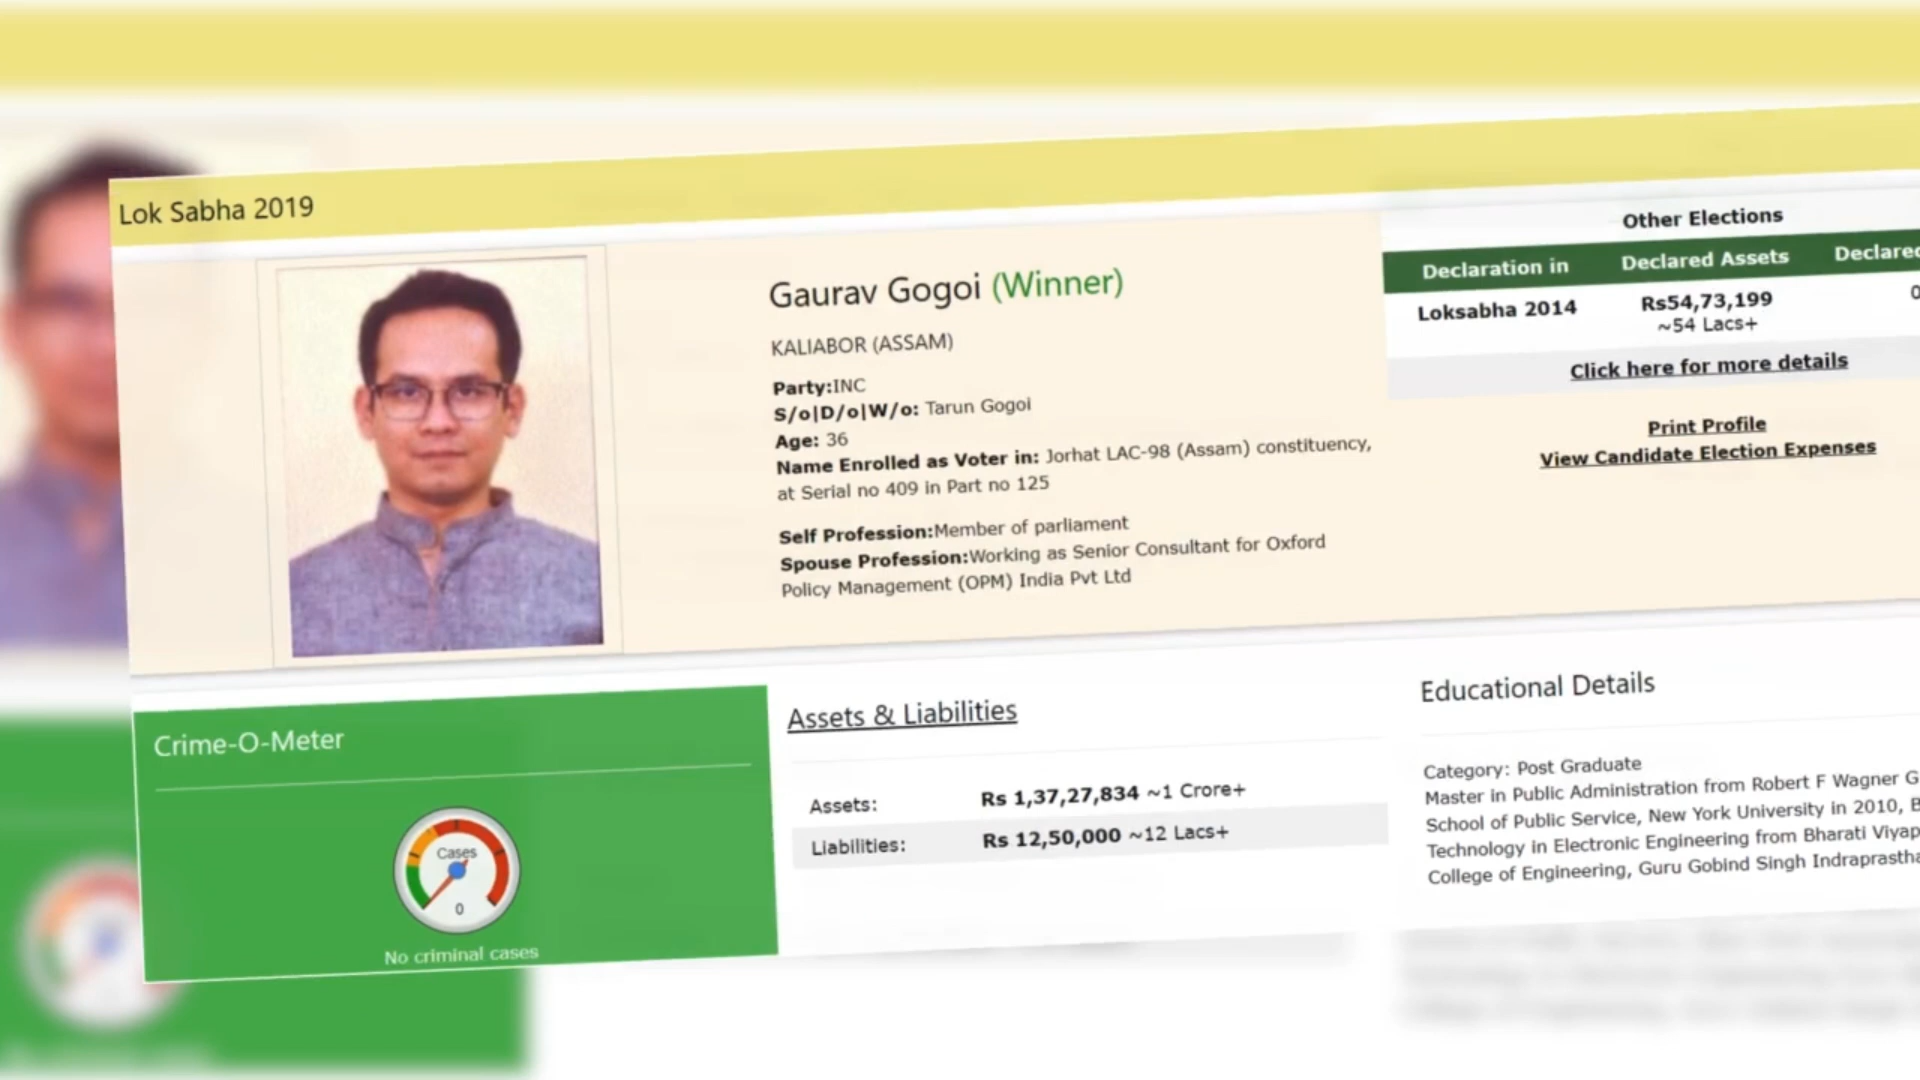 Lok Sabha 2019
Gaurav Gogoi (Winner)
KALIABOR (ASSAM)
Party:INC
S/o|D/o|W/o: Tarun Gogoi
Age: 36
Name Enrolled as Voter in: Jorhat LAC-98 (Assam) constituency,
at Serial no 409 in Part no 125
Self Profession:Member of parliament
Spouse Profession:Working as Senior Consultant for Oxford
Policy Management (OPM) India Pvt Ltd
Other Elections
Declaration in Declared Assets Declared
Loksabha 2014 Rs54,73,199 0
~54 Lacs+
Click here for more details
Print Profile
View Candidate Election Expenses
Crime-O-Meter
Cases
0
No criminal cases
Assets & Liabilities
Assets: Rs 1,37,27,834 ~1 Crore+
Liabilities: Rs 12,50,000 ~12 Lacs+
Educational Details
Category: Post Graduate
Master in Public Administration from Robert F Wagner
School of Public Service, New York University in 2010,
Technology in Electronic Engineering from Bharati
College of Engineering, Guru Gobind Singh